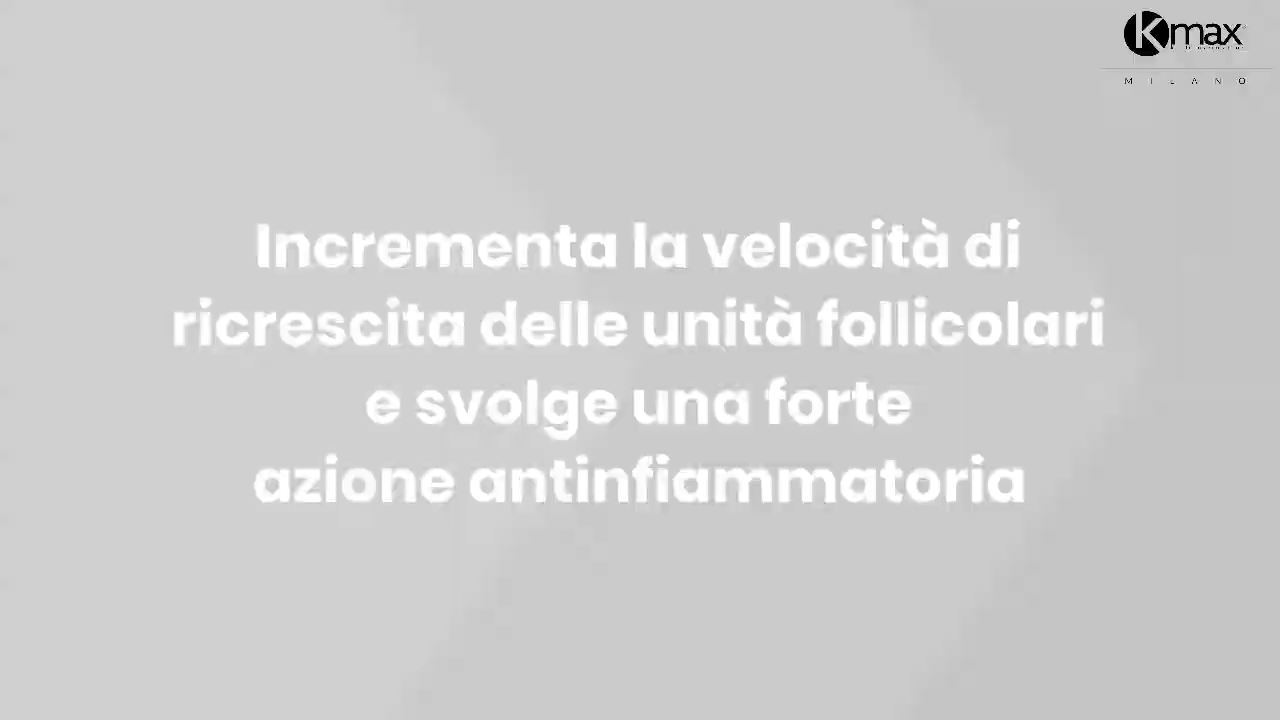 Kmax
MILANO
Incrementa la velocità di
ricrescita delle unità follicolari
e svolge una forte
azione antinfiammatoria